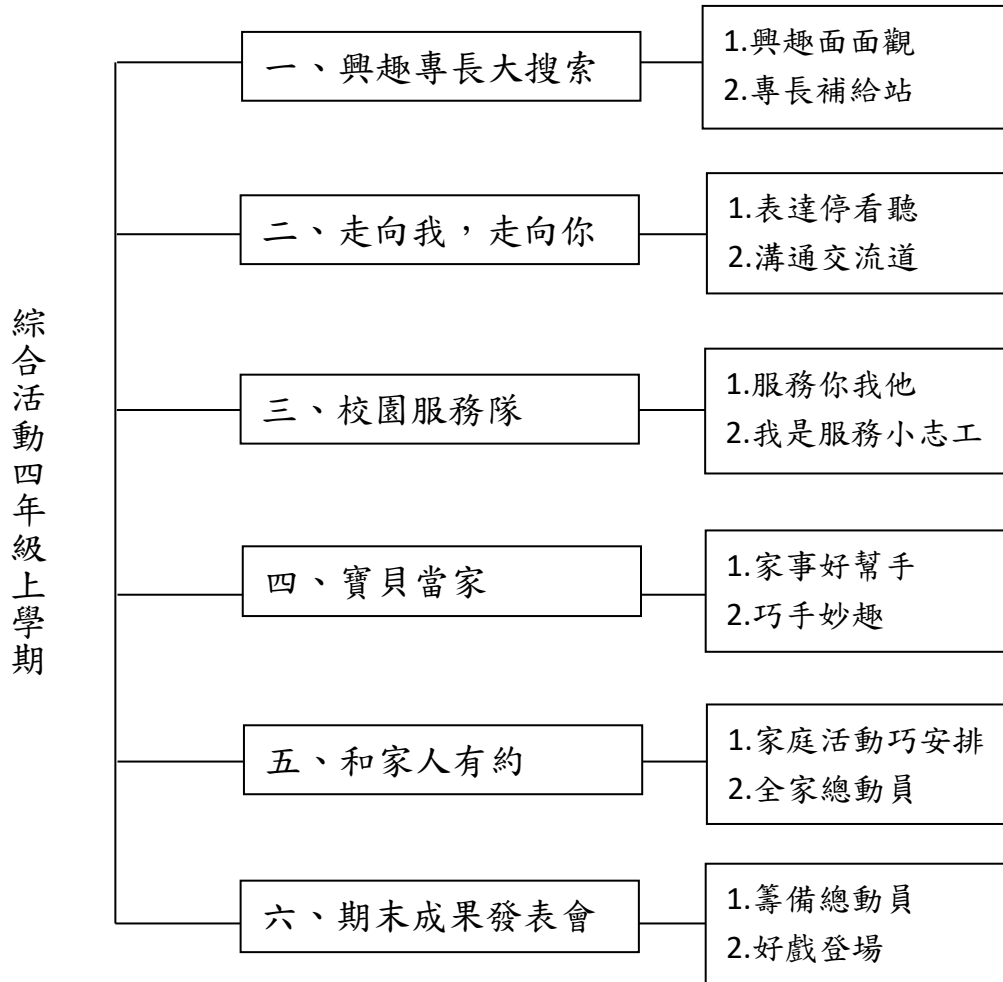 綜合活動四年級上學期
一、興趣專長大搜索
1.興趣面面觀
2.專長補給站
二、走向我，走向你
1.表達停看聽
2.溝通交流道
三、校園服務隊
1.服務你我他
2.我是服務小志工
四、寶貝當家
1.家事好幫手
2.巧手妙趣
五、和家人有約
1.家庭活動巧安排
2.全家總動員
六、期末成果發表會
1.籌備總動員
2.好戲登場